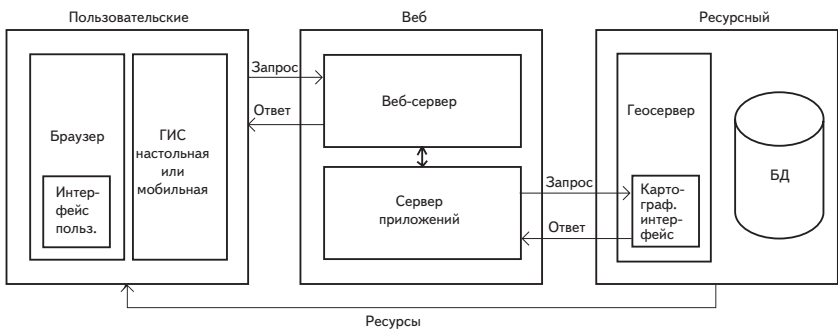 Пользовательские
Веб
Ресурсный
Браузер
Интер-
фейс
польз.
ГИС
настольная
или
мобильная
Запрос
Ответ
Веб-сервер
Сервер
приложений
Запрос
Ответ
Геосервер
Карто-
граф.
интер-
фейс
БД
Ресурсы